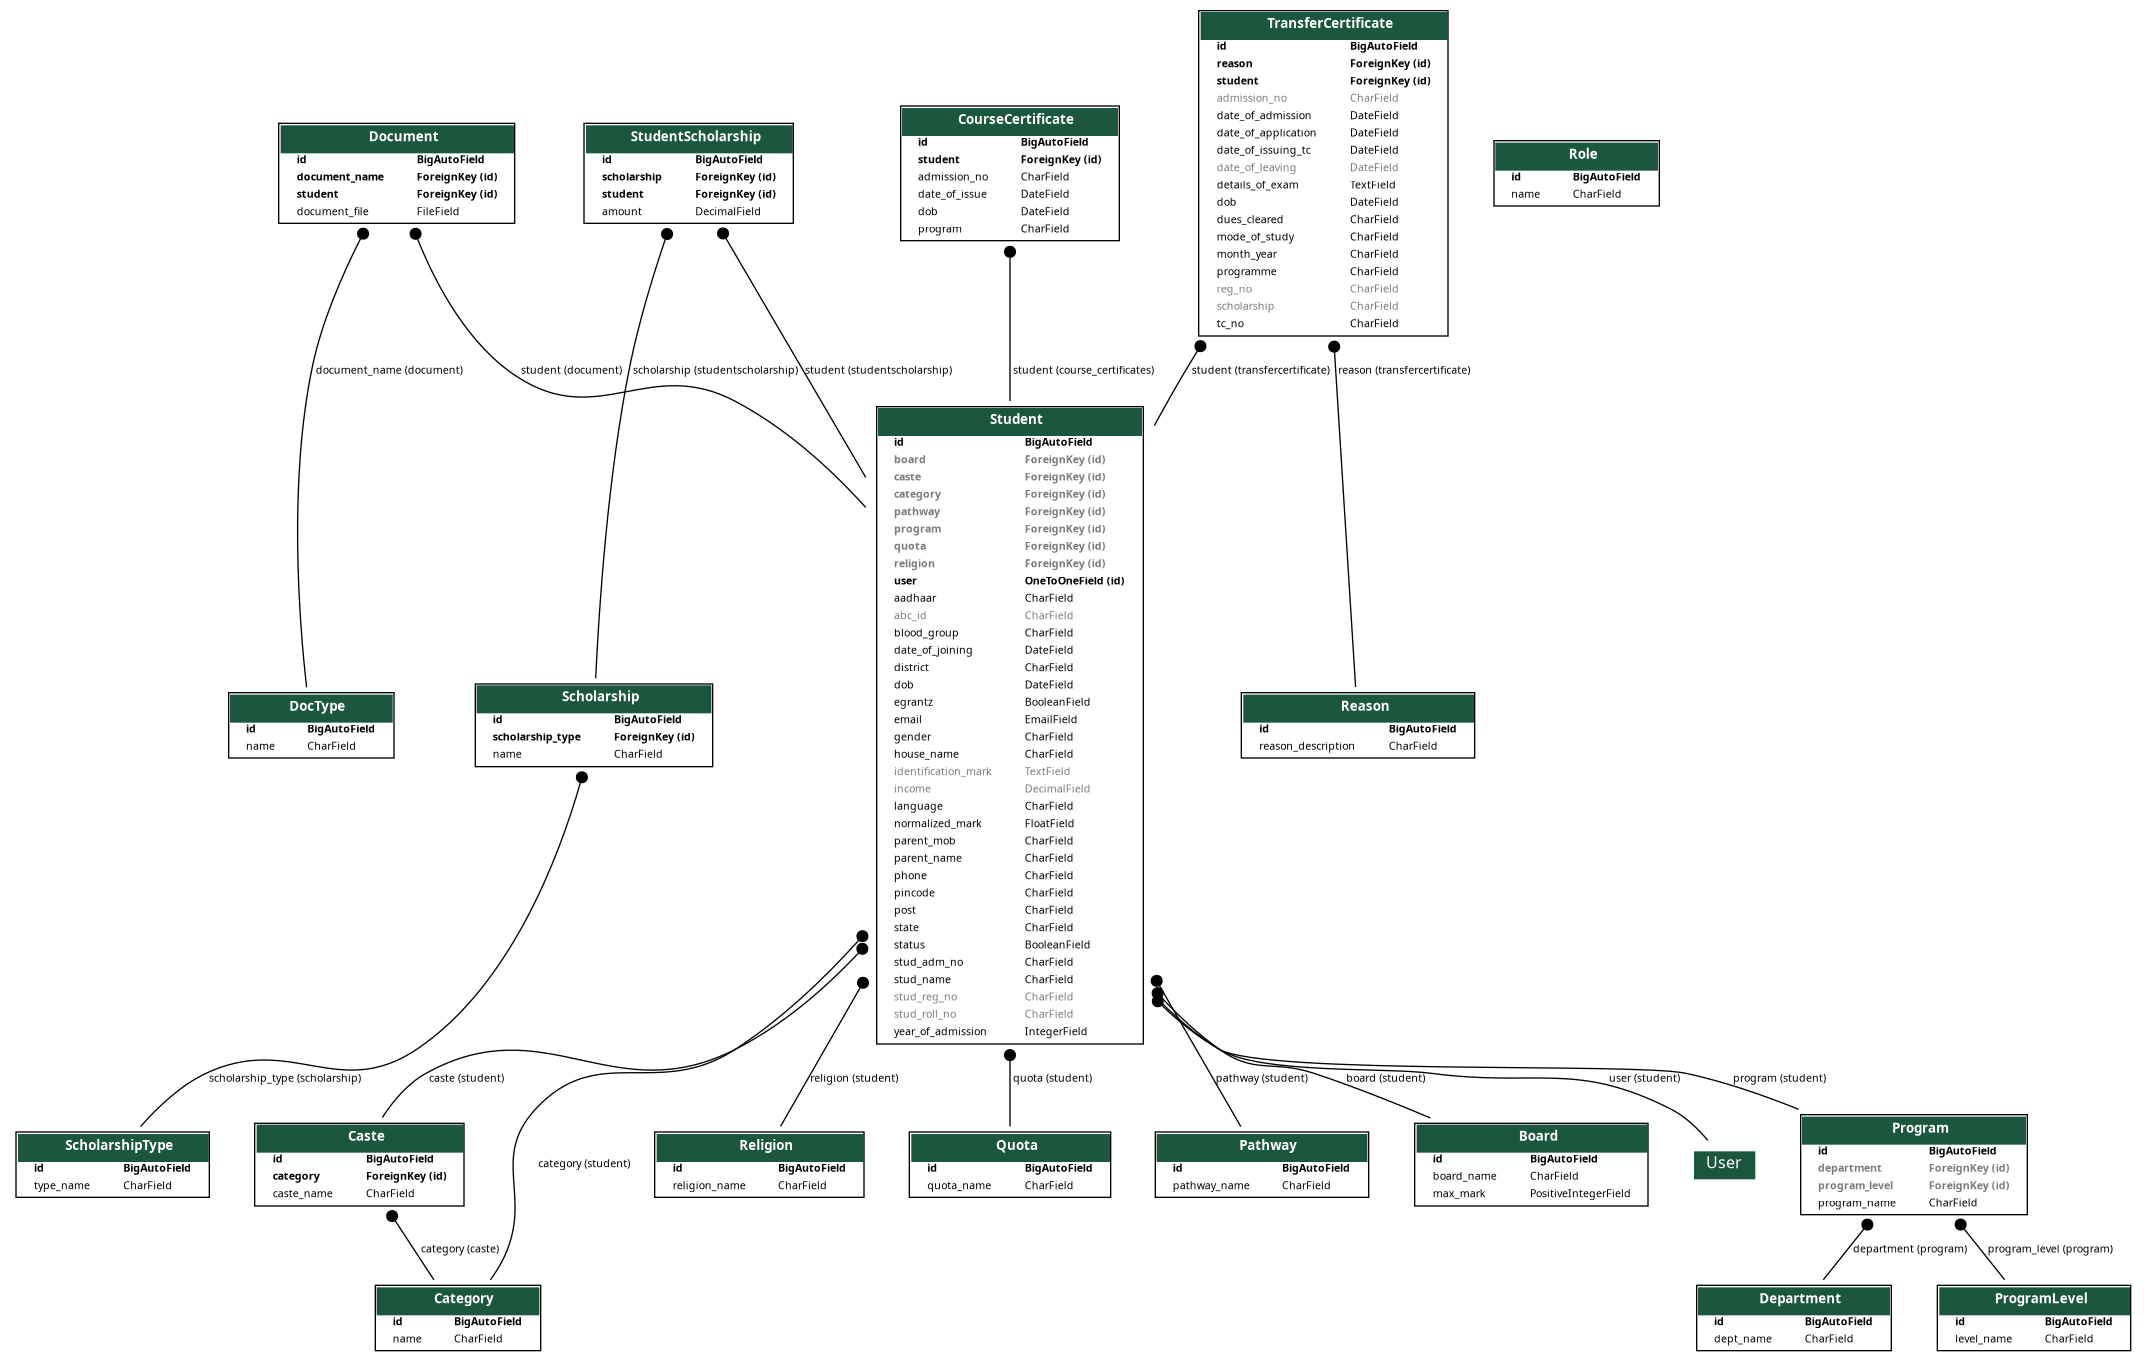 TransferCertificate
id BigAutoField
reason ForeignKey (id)
student ForeignKey (id)
admission_no CharField
date_of_admission DateField
date_of_application DateField
date_of_issuing_tc DateField
date_of_leaving DateField
details_of_exam TextField
dob DateField
dues_cleared CharField
mode_of_study CharField
month_year CharField
programme CharField
reg_no CharField
scholarship CharField
tc_no CharField
Document
id BigAutoField
document_name ForeignKey (id)
student ForeignKey (id)
document_file FileField
StudentScholarship
id BigAutoField
scholarship ForeignKey (id)
student ForeignKey (id)
amount DecimalField
CourseCertificate
id BigAutoField
student ForeignKey (id)
admission_no CharField
date_of_issue DateField
dob DateField
program CharField
Role
id BigAutoField
name CharField
document_name (document)
student (document)
scholarship (studentscholarship)
student (studentscholarship)
student (course_certificates)
student (transfercertificate)
reason (transfercertificate)
Student
id BigAutoField
board ForeignKey (id)
caste ForeignKey (id)
category ForeignKey (id)
pathway ForeignKey (id)
program ForeignKey (id)
quota ForeignKey (id)
religion ForeignKey (id)
user OneToOneField (id)
aadhaar CharField
abc_id CharField
blood_group CharField
date_of_joining DateField
district CharField
dob DateField
egrantz BooleanField
email EmailField
gender CharField
house_name CharField
identification_mark TextField
income DecimalField
language CharField
normalized_mark FloatField
parent_mob CharField
parent_name CharField
phone CharField
pincode CharField
post CharField
state CharField
status BooleanField
stud_adm_no CharField
stud_name CharField
stud_reg_no CharField
stud_roll_no CharField
year_of_admission IntegerField
DocType
id BigAutoField
name CharField
Scholarship
id BigAutoField
scholarship_type ForeignKey (id)
name CharField
Reason
id BigAutoField
reason_description CharField
scholarship_type (scholarship)
caste (student)
religion (student)
quota (student)
pathway (student)
board (student)
user (student)
program (student)
ScholarshipType
id BigAutoField
type_name CharField
Caste
id BigAutoField
category ForeignKey (id)
caste_name CharField
category (student)
Religion
id BigAutoField
religion_name CharField
Quota
id BigAutoField
quota_name CharField
Pathway
id BigAutoField
pathway_name CharField
Board
id BigAutoField
board_name CharField
max_mark PositiveIntegerField
User
Program
id BigAutoField
department ForeignKey (id)
program_level ForeignKey (id)
program_name CharField
category (caste)
department (program)
program_level (program)
Category
id BigAutoField
name CharField
Department
id BigAutoField
dept_name CharField
ProgramLevel
id BigAutoField
level_name CharField